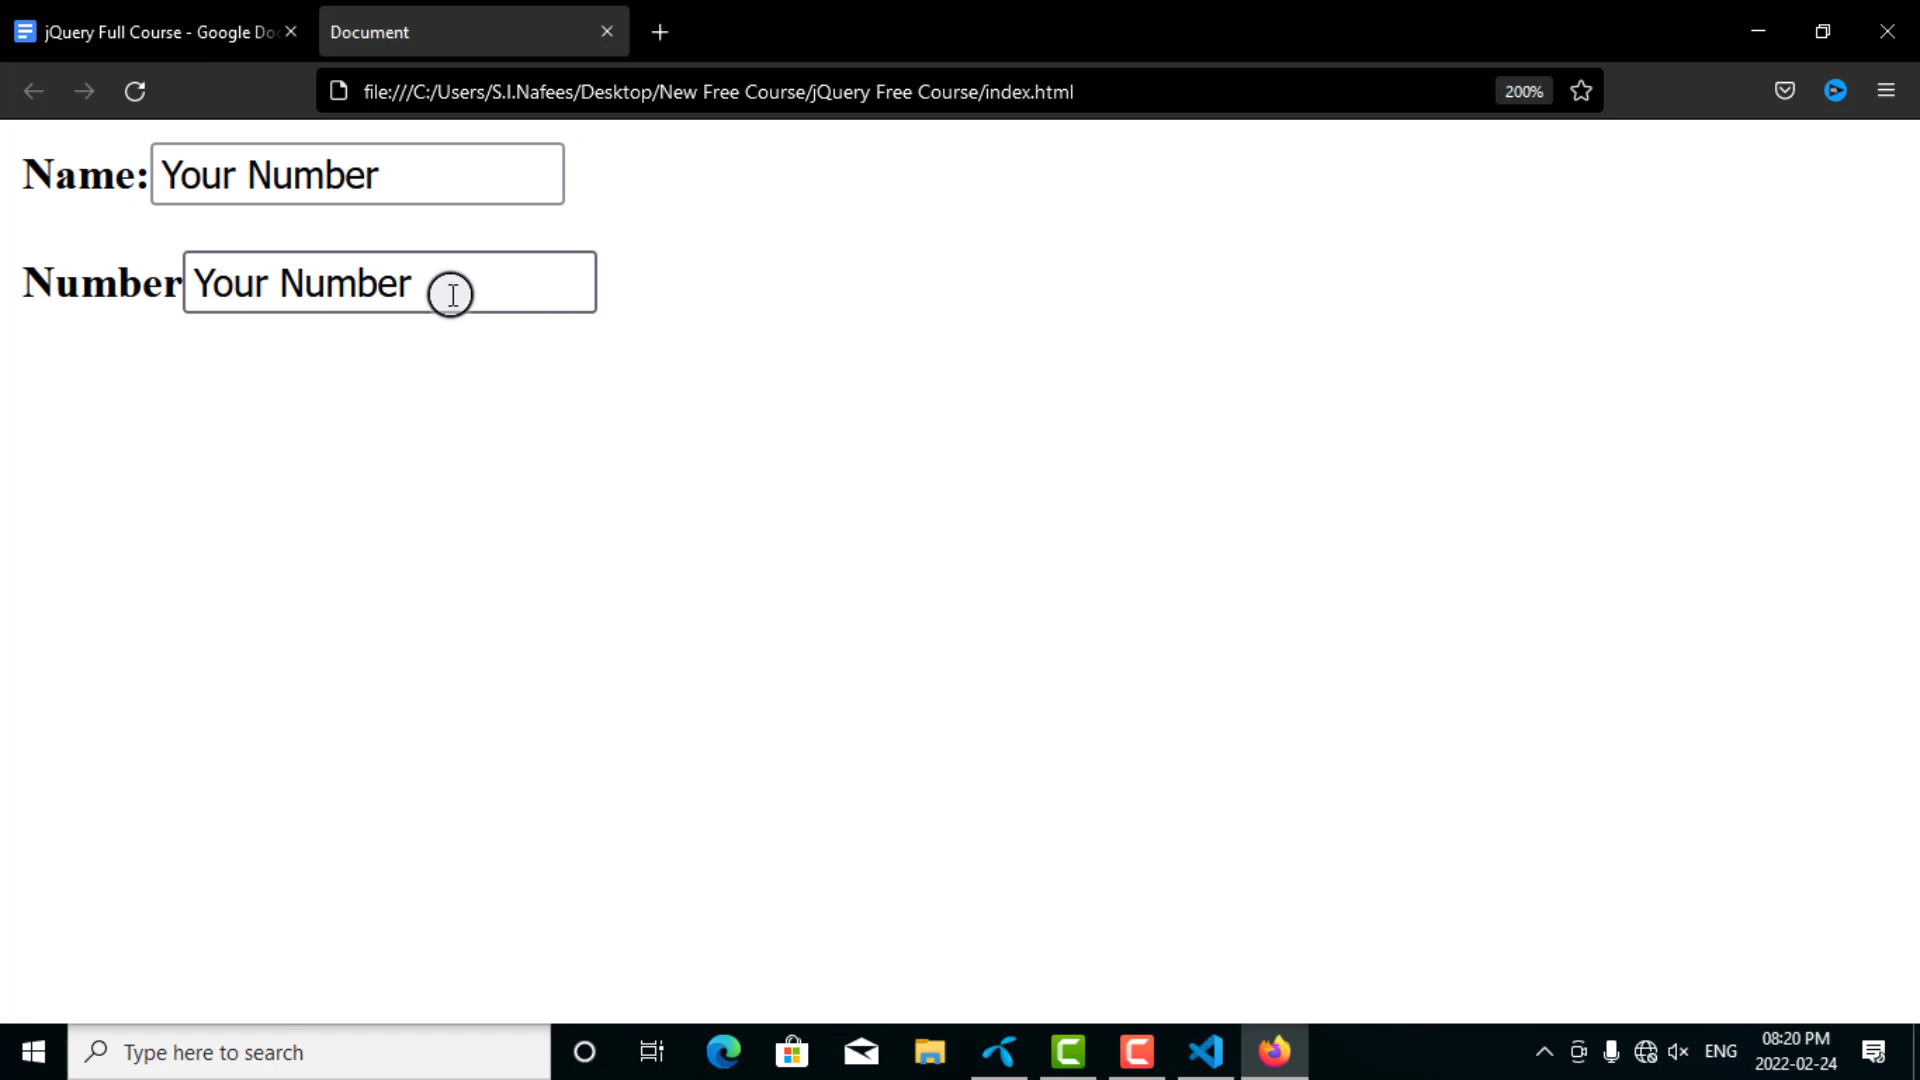 jQuery Full Course - Google Do
Document
file:///C:/Users/S.I.Nafees/Desktop/New Free Course/jQuery Free Course/index.html
200%
Name: Your Number
Number Your Number
Type here to search
ENG
08:20 PM
2022-02-24